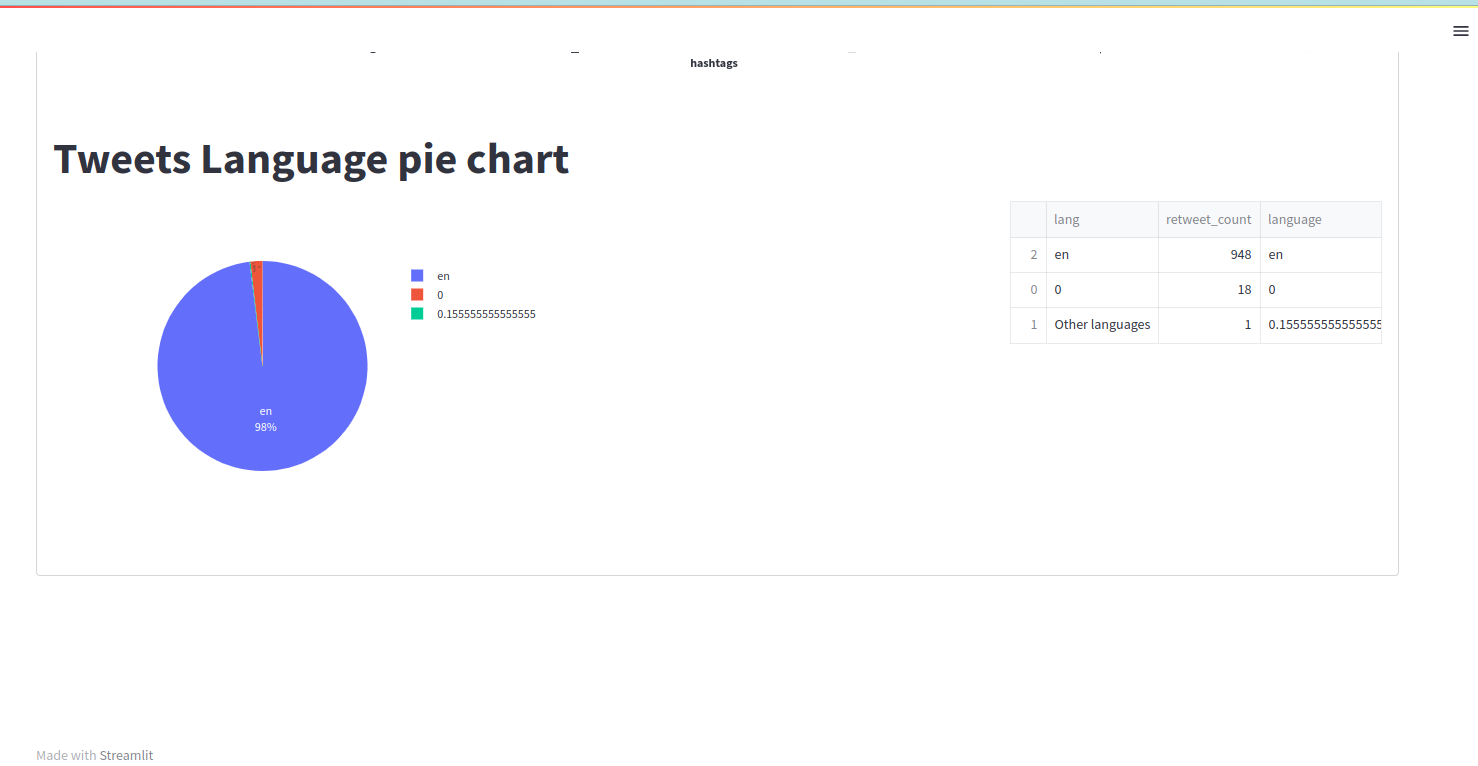 hashtags
Tweets Language pie chart
en
0
0.155555555555555
en
98%
lang retweet_count language
2 en 948 en
0 0 18 0
1 Other languages 1 0.155555555555555
Made with Streamlit